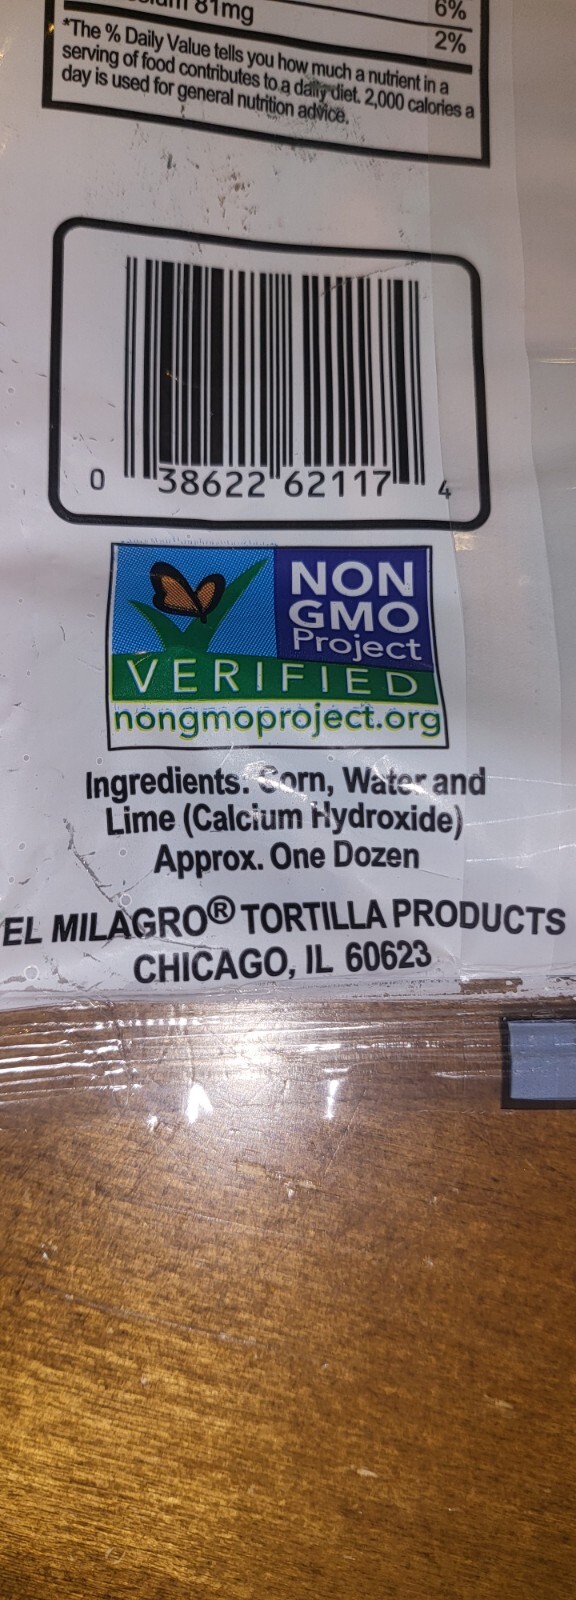 81mg
6%
2%
*The % Daily Value tells you how much a nutrient in a
serving of food contributes to a daily diet. 2,000 calories a
day is used for general nutrition advice.
0 38622 62117 4
NON
GMO
Project
VERIFIED
nongmoproject.org
Ingredients: Corn, Water and
Lime (Calcium Hydroxide)
Approx. One Dozen
EL MILAGRO® TORTILLA PRODUCTS
CHICAGO, IL 60623